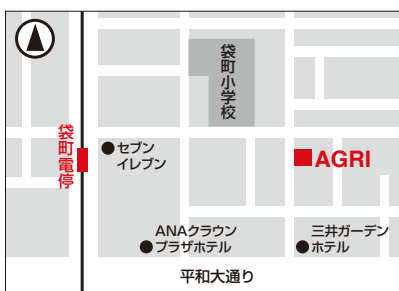 袋町小学校
袋町電停
セブン
イレブン
AGRI
ANAクラウン
プラザホテル
三井ガーデン
ホテル
平和大通り